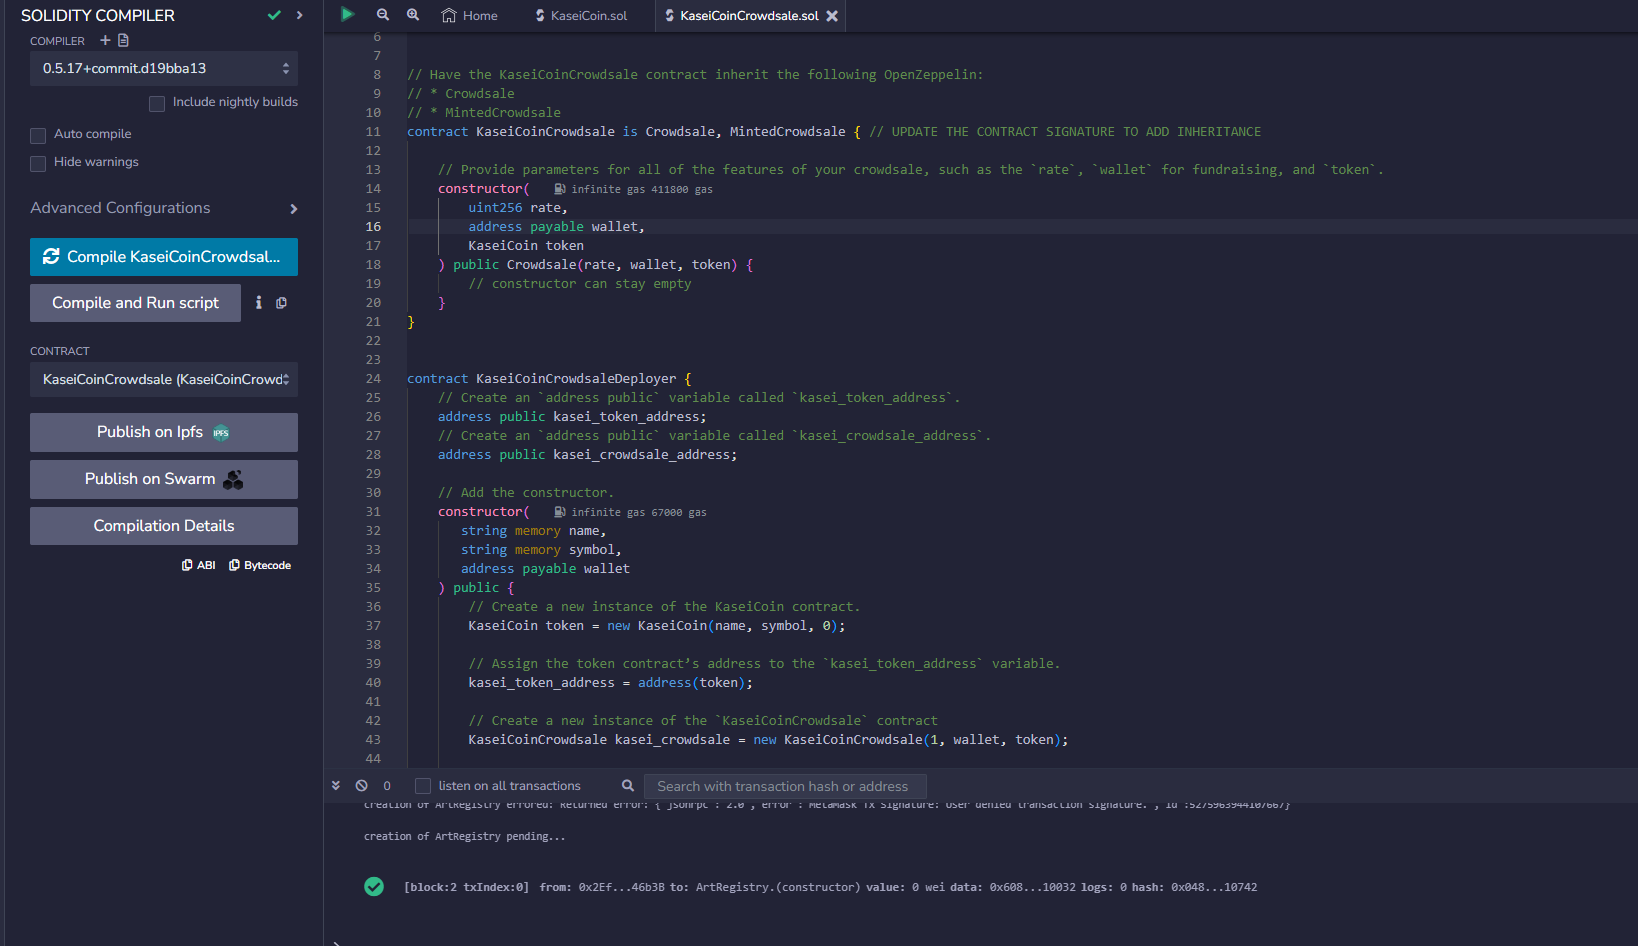 SOLIDITY COMPILER
COMPILER
0.5.17+commit.d19bba13
Include nightly builds
Auto compile
Hide warnings
Advanced Configurations
Compile KaseiCoinCrowdsal...
Compile and Run script
CONTRACT
KaseiCoinCrowdsale (KaseiCoinCrowd
Publish on Ipfs IPFS
Publish on Swarm
Compilation Details
ABI Bytecode
Home KaseiCoin.sol KaseiCoinCrowdsale.sol
6
7
8 // Have the KaseiCoinCrowdsale contract inherit the following OpenZeppelin:
9 // * Crowdsale
10 // * MintedCrowdsale
11 contract KaseiCoinCrowdsale is Crowdsale, MintedCrowdsale { // UPDATE THE CONTRACT SIGNATURE TO ADD INHERITANCE
12
13 // Provide parameters for all of the features of your crowdsale, such as the `rate`, `wallet` for fundraising, and `token`.
14 constructor( infinite gas 411800 gas
15 uint256 rate,
16 address payable wallet,
17 KaseiCoin token
18 ) public Crowdsale(rate, wallet, token) {
19 // constructor can stay empty
20 }
21 }
22
23
24 contract KaseiCoinCrowdsaleDeployer {
25 // Create an `address public` variable called `kasei_token_address`.
26 address public kasei_token_address;
27 // Create an `address public` variable called `kasei_crowdsale_address`.
28 address public kasei_crowdsale_address;
29
30 // Add the constructor.
31 constructor( infinite gas 67000 gas
32 string memory name,
33 string memory symbol,
34 address payable wallet
35 ) public {
36 // Create a new instance of the KaseiCoin contract.
37 KaseiCoin token = new KaseiCoin(name, symbol, 0);
38
39 // Assign the token contract’s address to the `kasei_token_address` variable.
40 kasei_token_address = address(token);
41
42 // Create a new instance of the `KaseiCoinCrowdsale` contract
43 KaseiCoinCrowdsale kasei_crowdsale = new KaseiCoinCrowdsale(1, wallet, token);
44
0 listen on all transactions Search with transaction hash or address
creation of ArtRegistry errored: Returned error: {"jsonrpc":"2.0","error":"MetaMask Tx Signature: User denied transaction signature.","id":5275963944107667}
creation of ArtRegistry pending...
[block:2 txIndex:0] from: 0x2Ef...46b3B to: ArtRegistry.(constructor) value: 0 wei data: 0x608...10032 logs: 0 hash: 0x048...10742